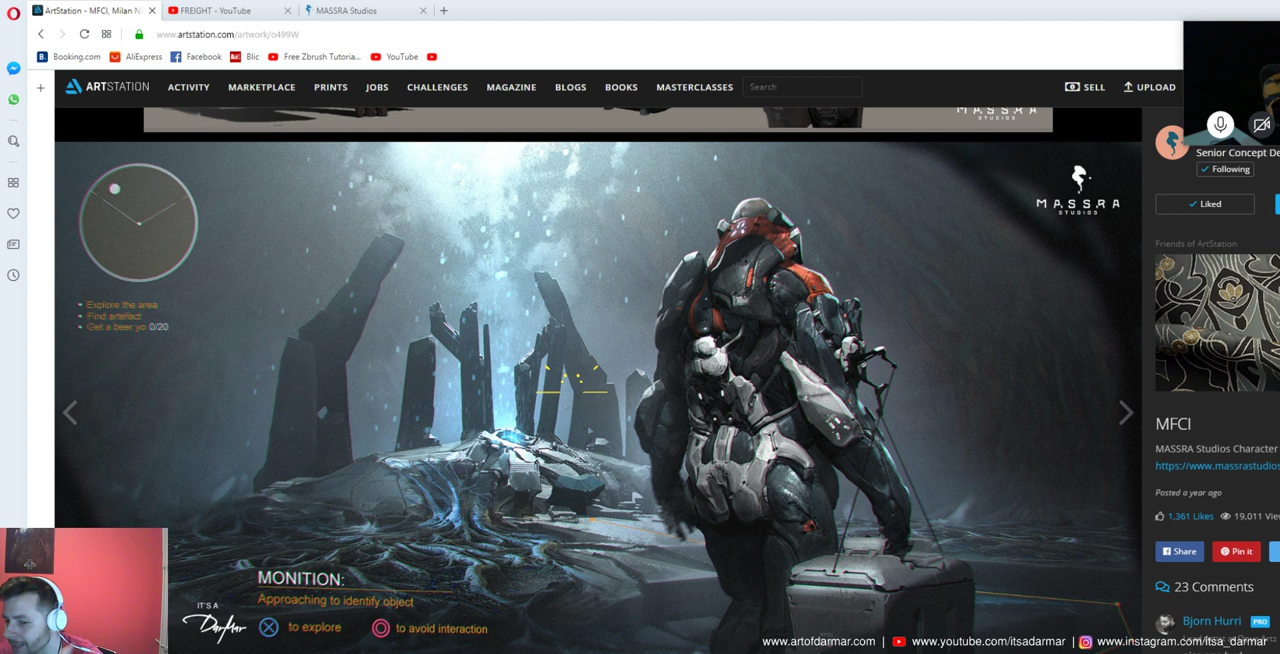 ArtStation - MFCI, Milan N
FREIGHT - YouTube
MASSRA Studios
www.artstation.com/artwork/o499W
Booking.com
AliExpress
Facebook
Blic
Free Zbrush Tutoria...
YouTube
ARTSTATION
ACTIVITY
MARKETPLACE
PRINTS
JOBS
CHALLENGES
MAGAZINE
BLOGS
BOOKS
MASTERCLASSES
Search
SELL
UPLOAD
MASSRA
STUDIOS
Senior Concept De
Following
MASSRA
STUDIOS
Liked
Friends of ArtStation
Explore the area
Find artefact
Get a beer yo 0/20
MFCI
MASSRA Studios Character
https://www.massrastudios
Posted a year ago
1,361 Likes
19,011 Vie
Share
Pin it
23 Comments
Bjorn Hurri PRO
MONITION:
Approaching to identify object
to explore
to avoid interaction
IT'S A
DarMar
www.artofdarmar.com | www.youtube.com/itsadarmar | www.instagram.com/itsa_darmar